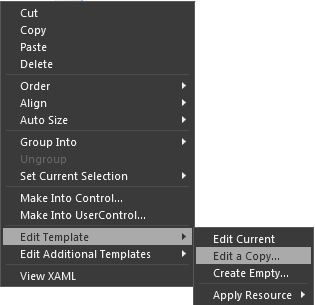 Cut
Copy
Paste
Delete
Order
Align
Auto Size
Group Into
Ungroup
Set Current Selection
Make Into Control...
Make Into UserControl...
Edit Template
Edit Additional Templates
View XAML
Edit Current
Edit a Copy...
Create Empty...
Apply Resource